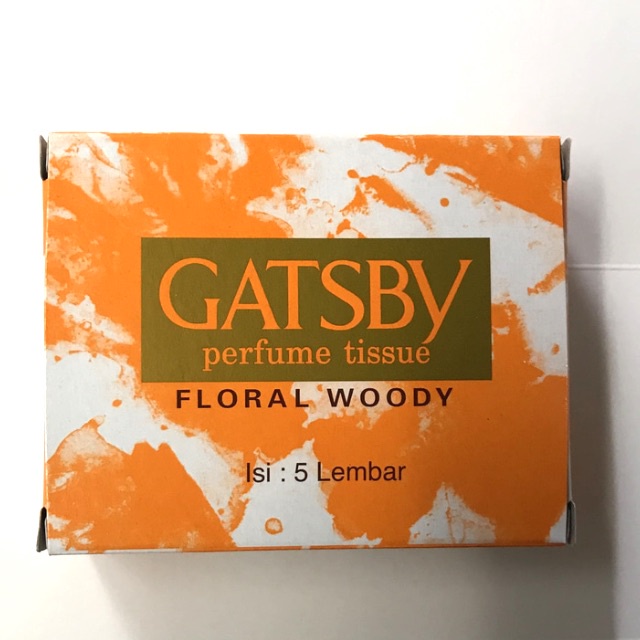 GATSBY
perfume tissue
FLORAL WOODY
Isi : 5 Lembar